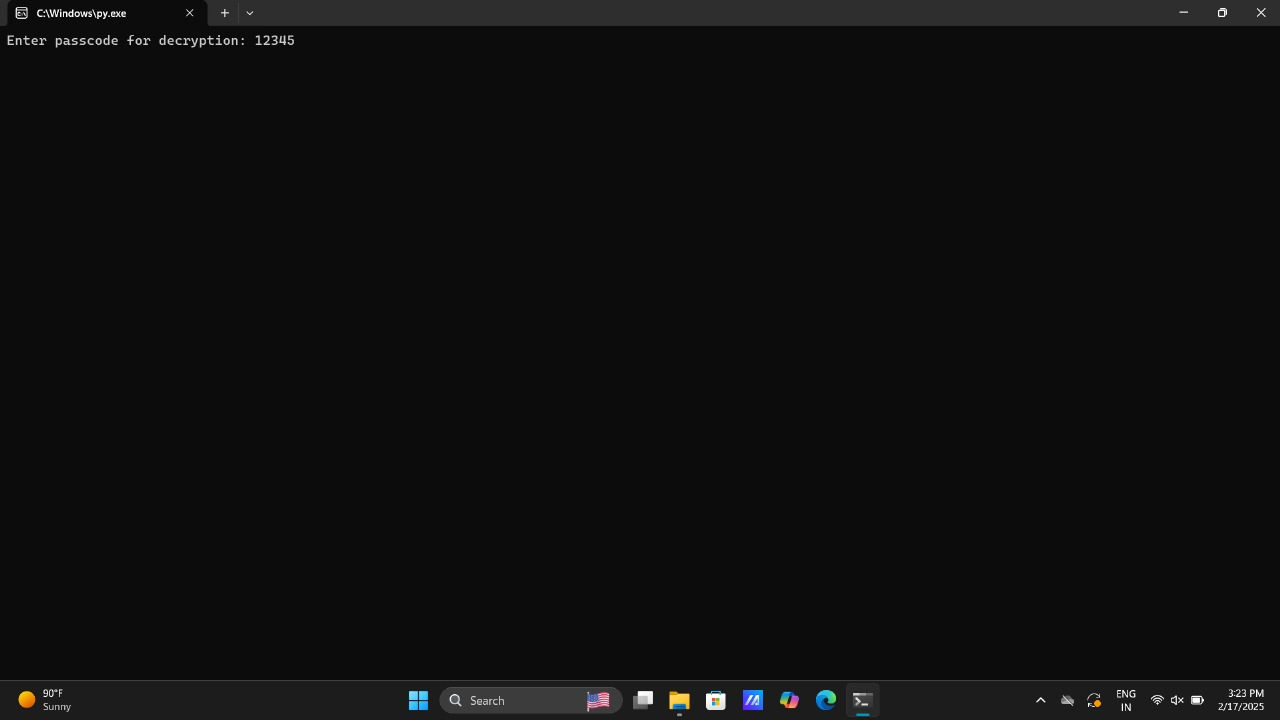 C:\Windows\py.exe
Enter passcode for decryption: 12345
90°F
Sunny
Search
ENG
IN
3:23 PM
2/17/2025